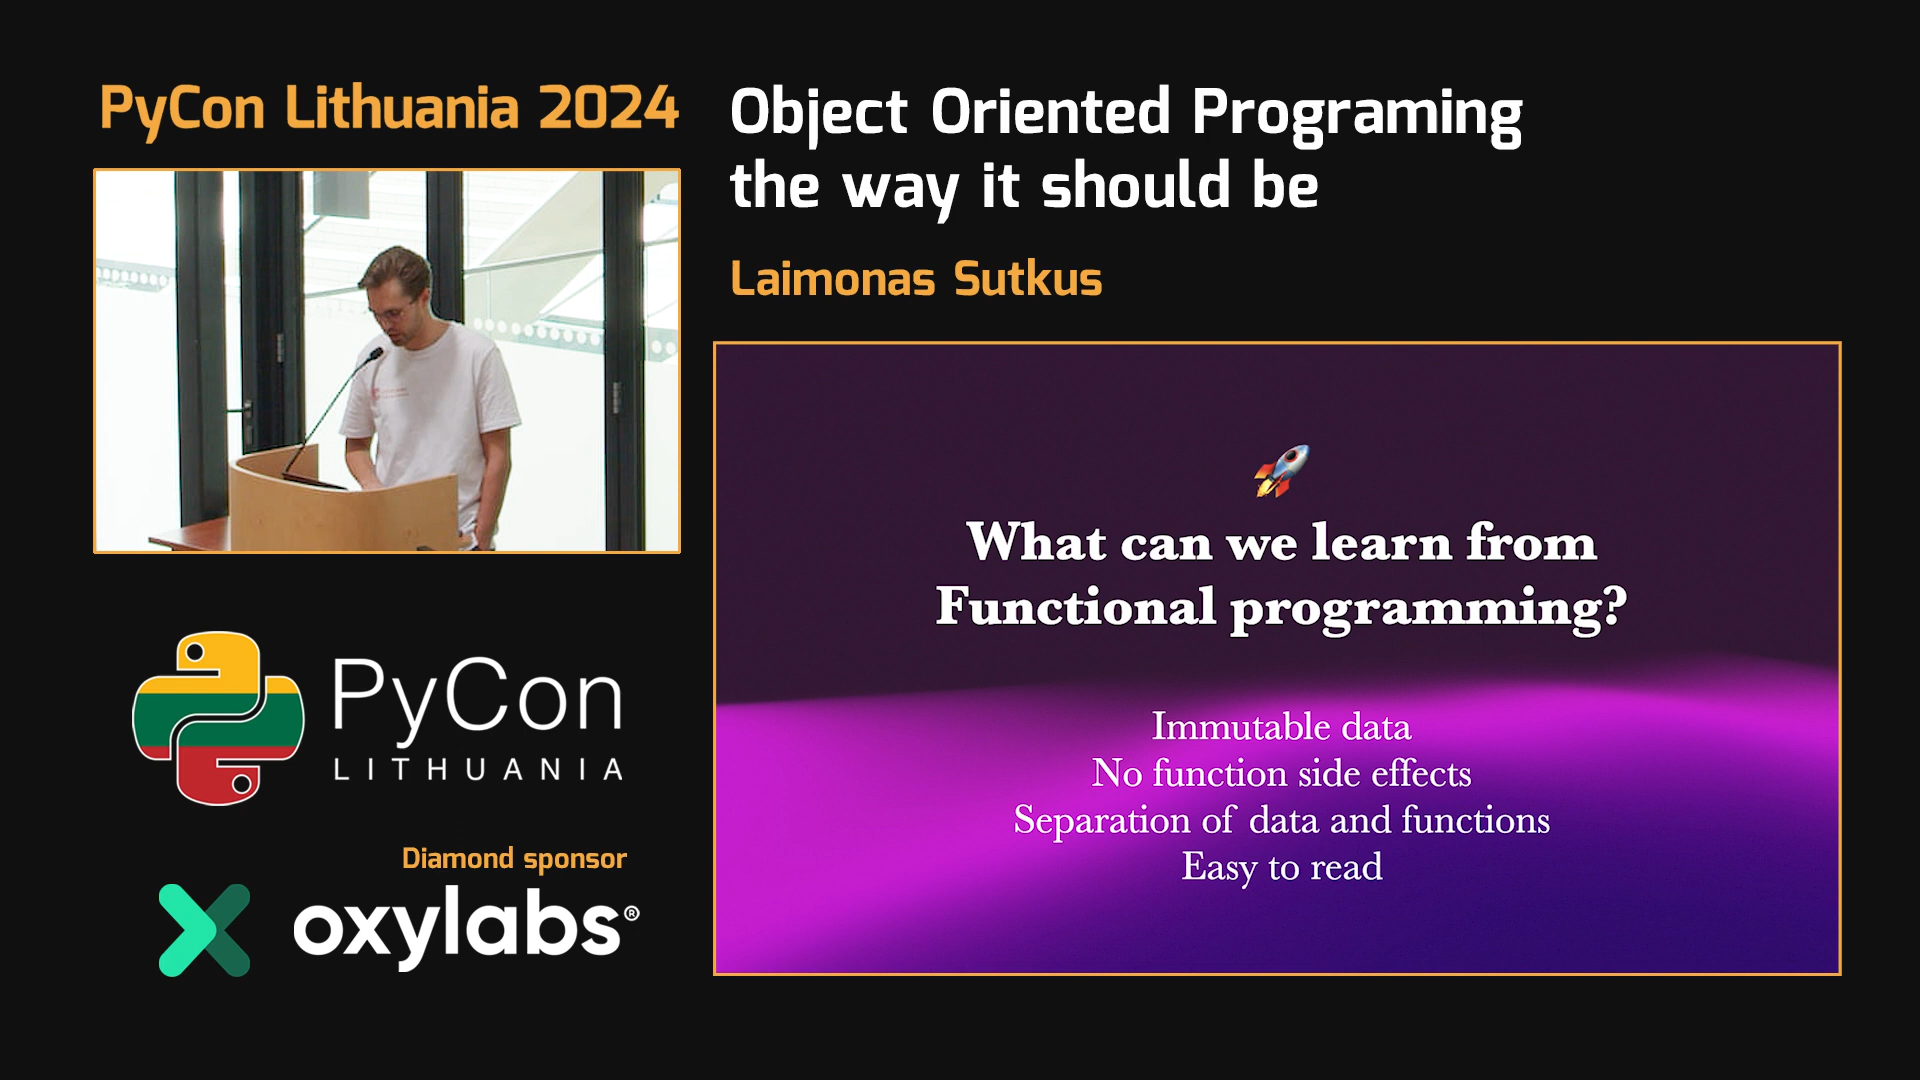 PyCon Lithuania 2024
Object Oriented Programing
the way it should be
Laimonas Sutkus
🚀
What can we learn from
Functional programming?
Immutable data
No function side effects
Separation of data and functions
Easy to read
PyCon
LITHUANIA
Diamond sponsor
oxylabs®